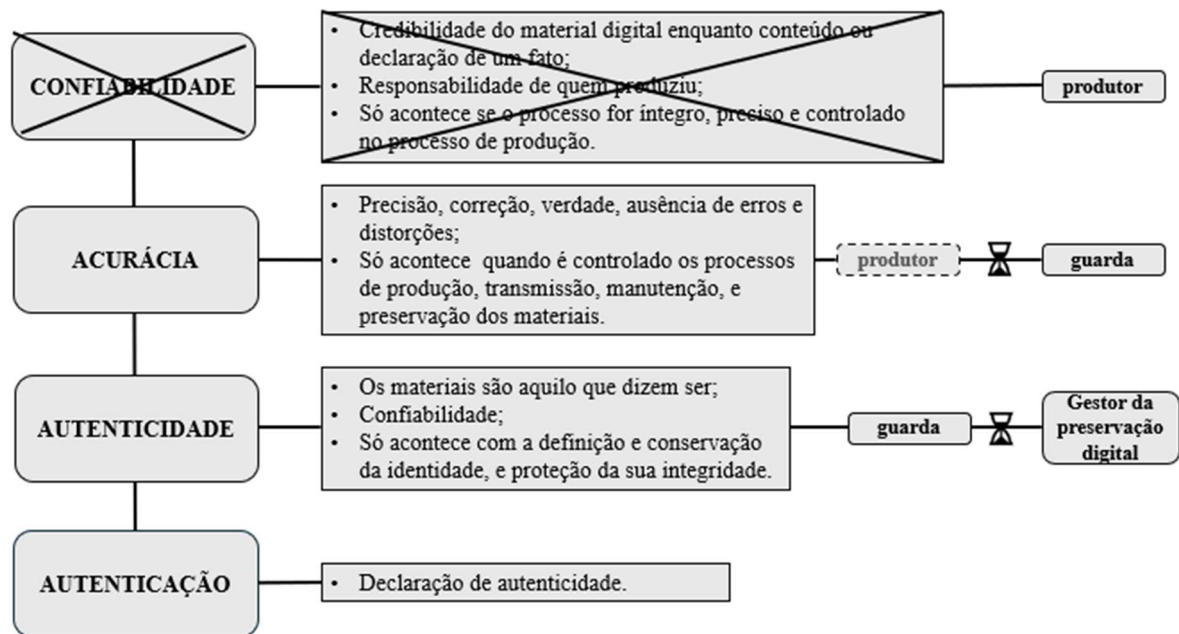 CONFIABILIDADE
• Credibilidade do material digital enquanto conteúdo ou
declaração de um fato;
• Responsabilidade de quem produziu;
• Só acontece se o processo for íntegro, preciso e controlado
no processo de produção.
produtor
ACURÁCIA
• Precisão, correção, verdade, ausência de erros e
distorções;
• Só acontece quando é controlado os processos
de produção, transmissão, manutenção, e
preservação dos materiais.
produtor
guarda
AUTENTICIDADE
• Os materiais são aquilo que dizem ser;
• Confiabilidade;
• Só acontece com a definição e conservação
da identidade, e proteção da sua integridade.
guarda
Gestor da
preservação
digital
AUTENTICAÇÃO
• Declaração de autenticidade.